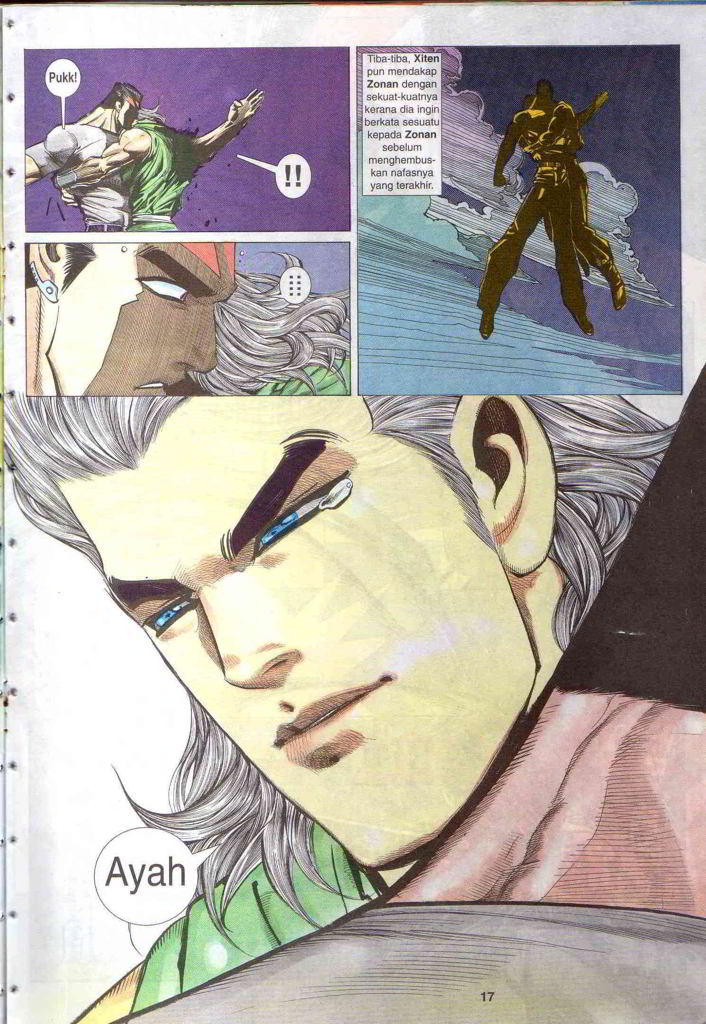 Pukk!
!!
Tiba-tiba, Xiten
pun mendakap
Zonan dengan
sekuat-kuatnya
kerana dia ingin
berkata sesuatu
kepada Zonan
sebelum
menghembus-
kan nafasnya
yang terakhir.
Ayah
17